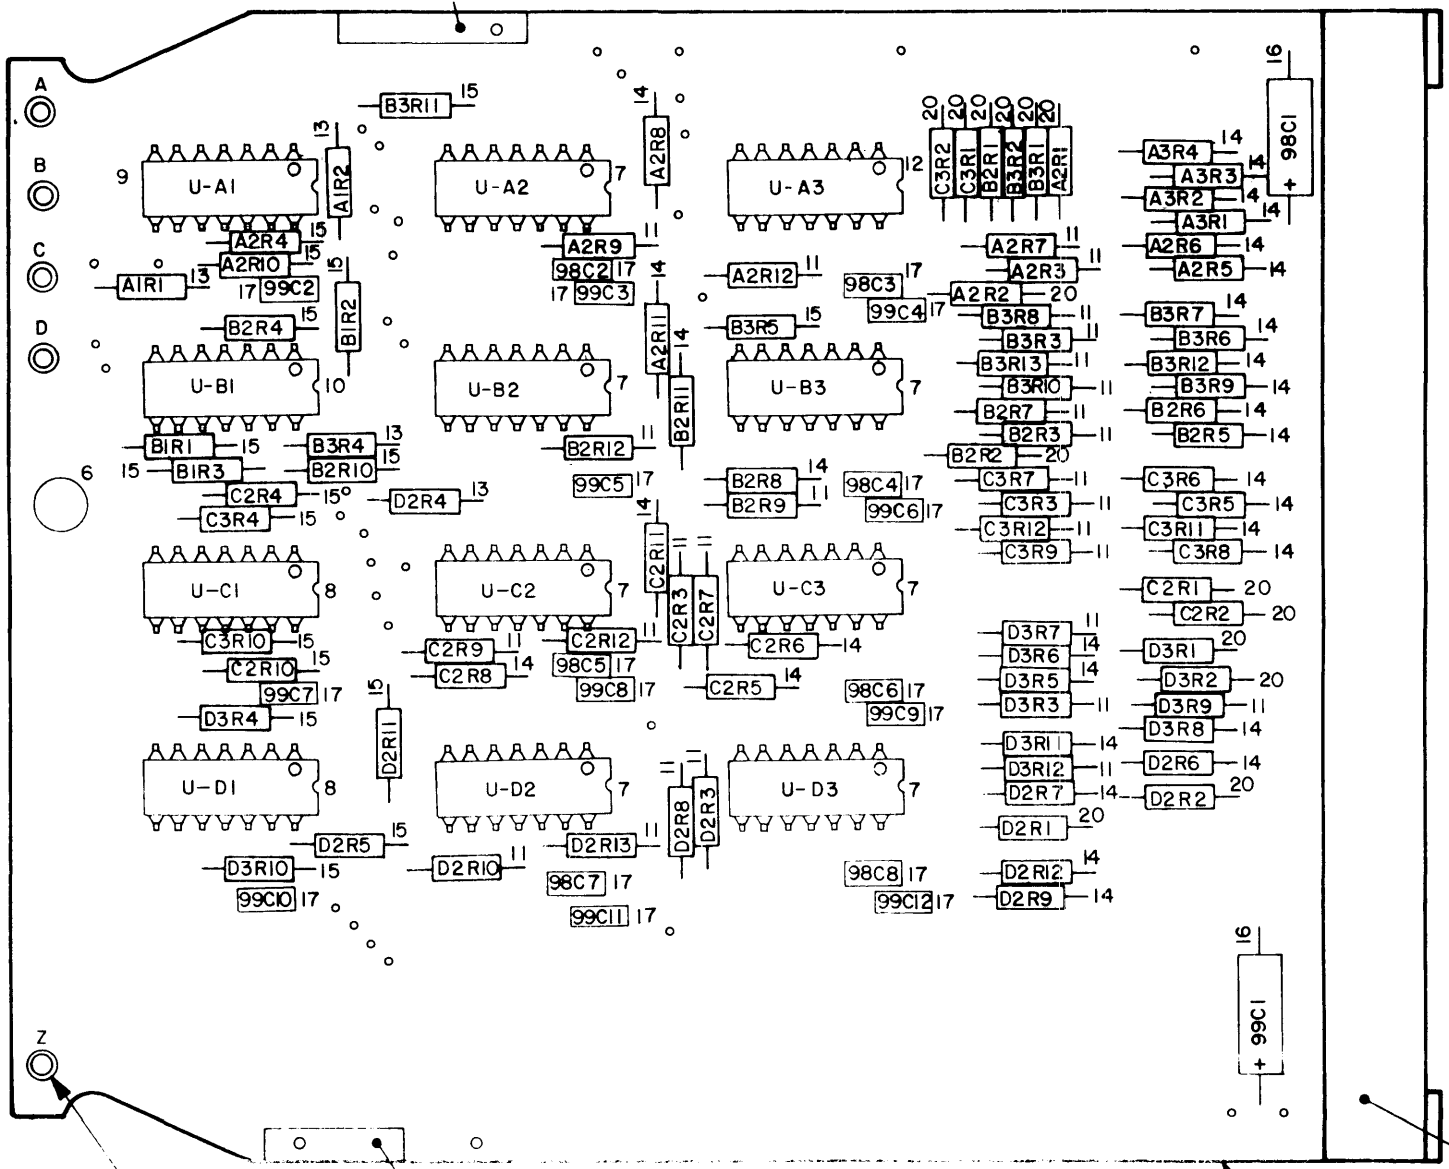 A
B3R11 15
14
A2R8
20 20 20 20 20 20
C3R2 C3R1 B2R1 B3R2 B3R1 A2R1
16
98C1 +
B
9 U-A1
13
A1R2
U-A2 7
U-A3 12
A3R4 14
A3R3 14
A3R2 14
A3R1 14
A2R4 15
A2R10 15
A2R9 11
98C2 17
A2R7 11
A2R6 14
A2R3 11
A2R5 14
C
A1R1 13
17 99C2
15
B1R2
17 99C3
14
A2R11
A2R12 11
98C3 17
99C4 17
A2R2 20
B3R8 11
B3R7 14
B2R4 15
B3R5 15
B3R3 11
B3R6 14
D
U-B1 10
U-B2 7
14
B2R11
U-B3 7
B3R13 11
B3R12 14
B3R10 11
B3R9 14
B2R7 11
B2R6 14
B2R3 11
B2R5 14
B1R1 15
B3R4 13
B2R12 11
B2R2 20
15 B1R3
B2R10 15
6
C2R4 15
D2R4 13
99C5 17
B2R8 14
98C4 17
C3R7 11
C3R6 14
C3R4 15
B2R9 11
99C6 17
C3R3 11
C3R5 14
14
C2R11
C3R12 11
C3R11 14
C3R9 11
C3R8 14
U-C1 8
U-C2 7
11
C2R3
11
C2R7
U-C3 7
C2R1 20
C2R2 20
C3R10 15
C2R9 11
C2R12 11
C2R6 14
D3R7 11
D3R1 20
C2R10 15
C2R8 14
98C5 17
D3R6 14
99C7 17
99C8 17
C2R5 14
98C6 17
D3R5 14
D3R2 20
D3R4 15
15
D2R11
99C9 17
D3R3 11
D3R9 11
D3R8 14
D3R11 14
U-D1 8
U-D2 7
11
D2R8
11
D2R3
U-D3 7
D3R12 11
D2R6 14
D2R7 14
D2R2 20
D2R1 20
D2R5 15
D2R13 11
D3R10 15
D2R10 11
98C7 17
98C8 17
D2R12 14
99C10 17
99C11 17
99C12 17
D2R9 14
16
99C1 +
Z